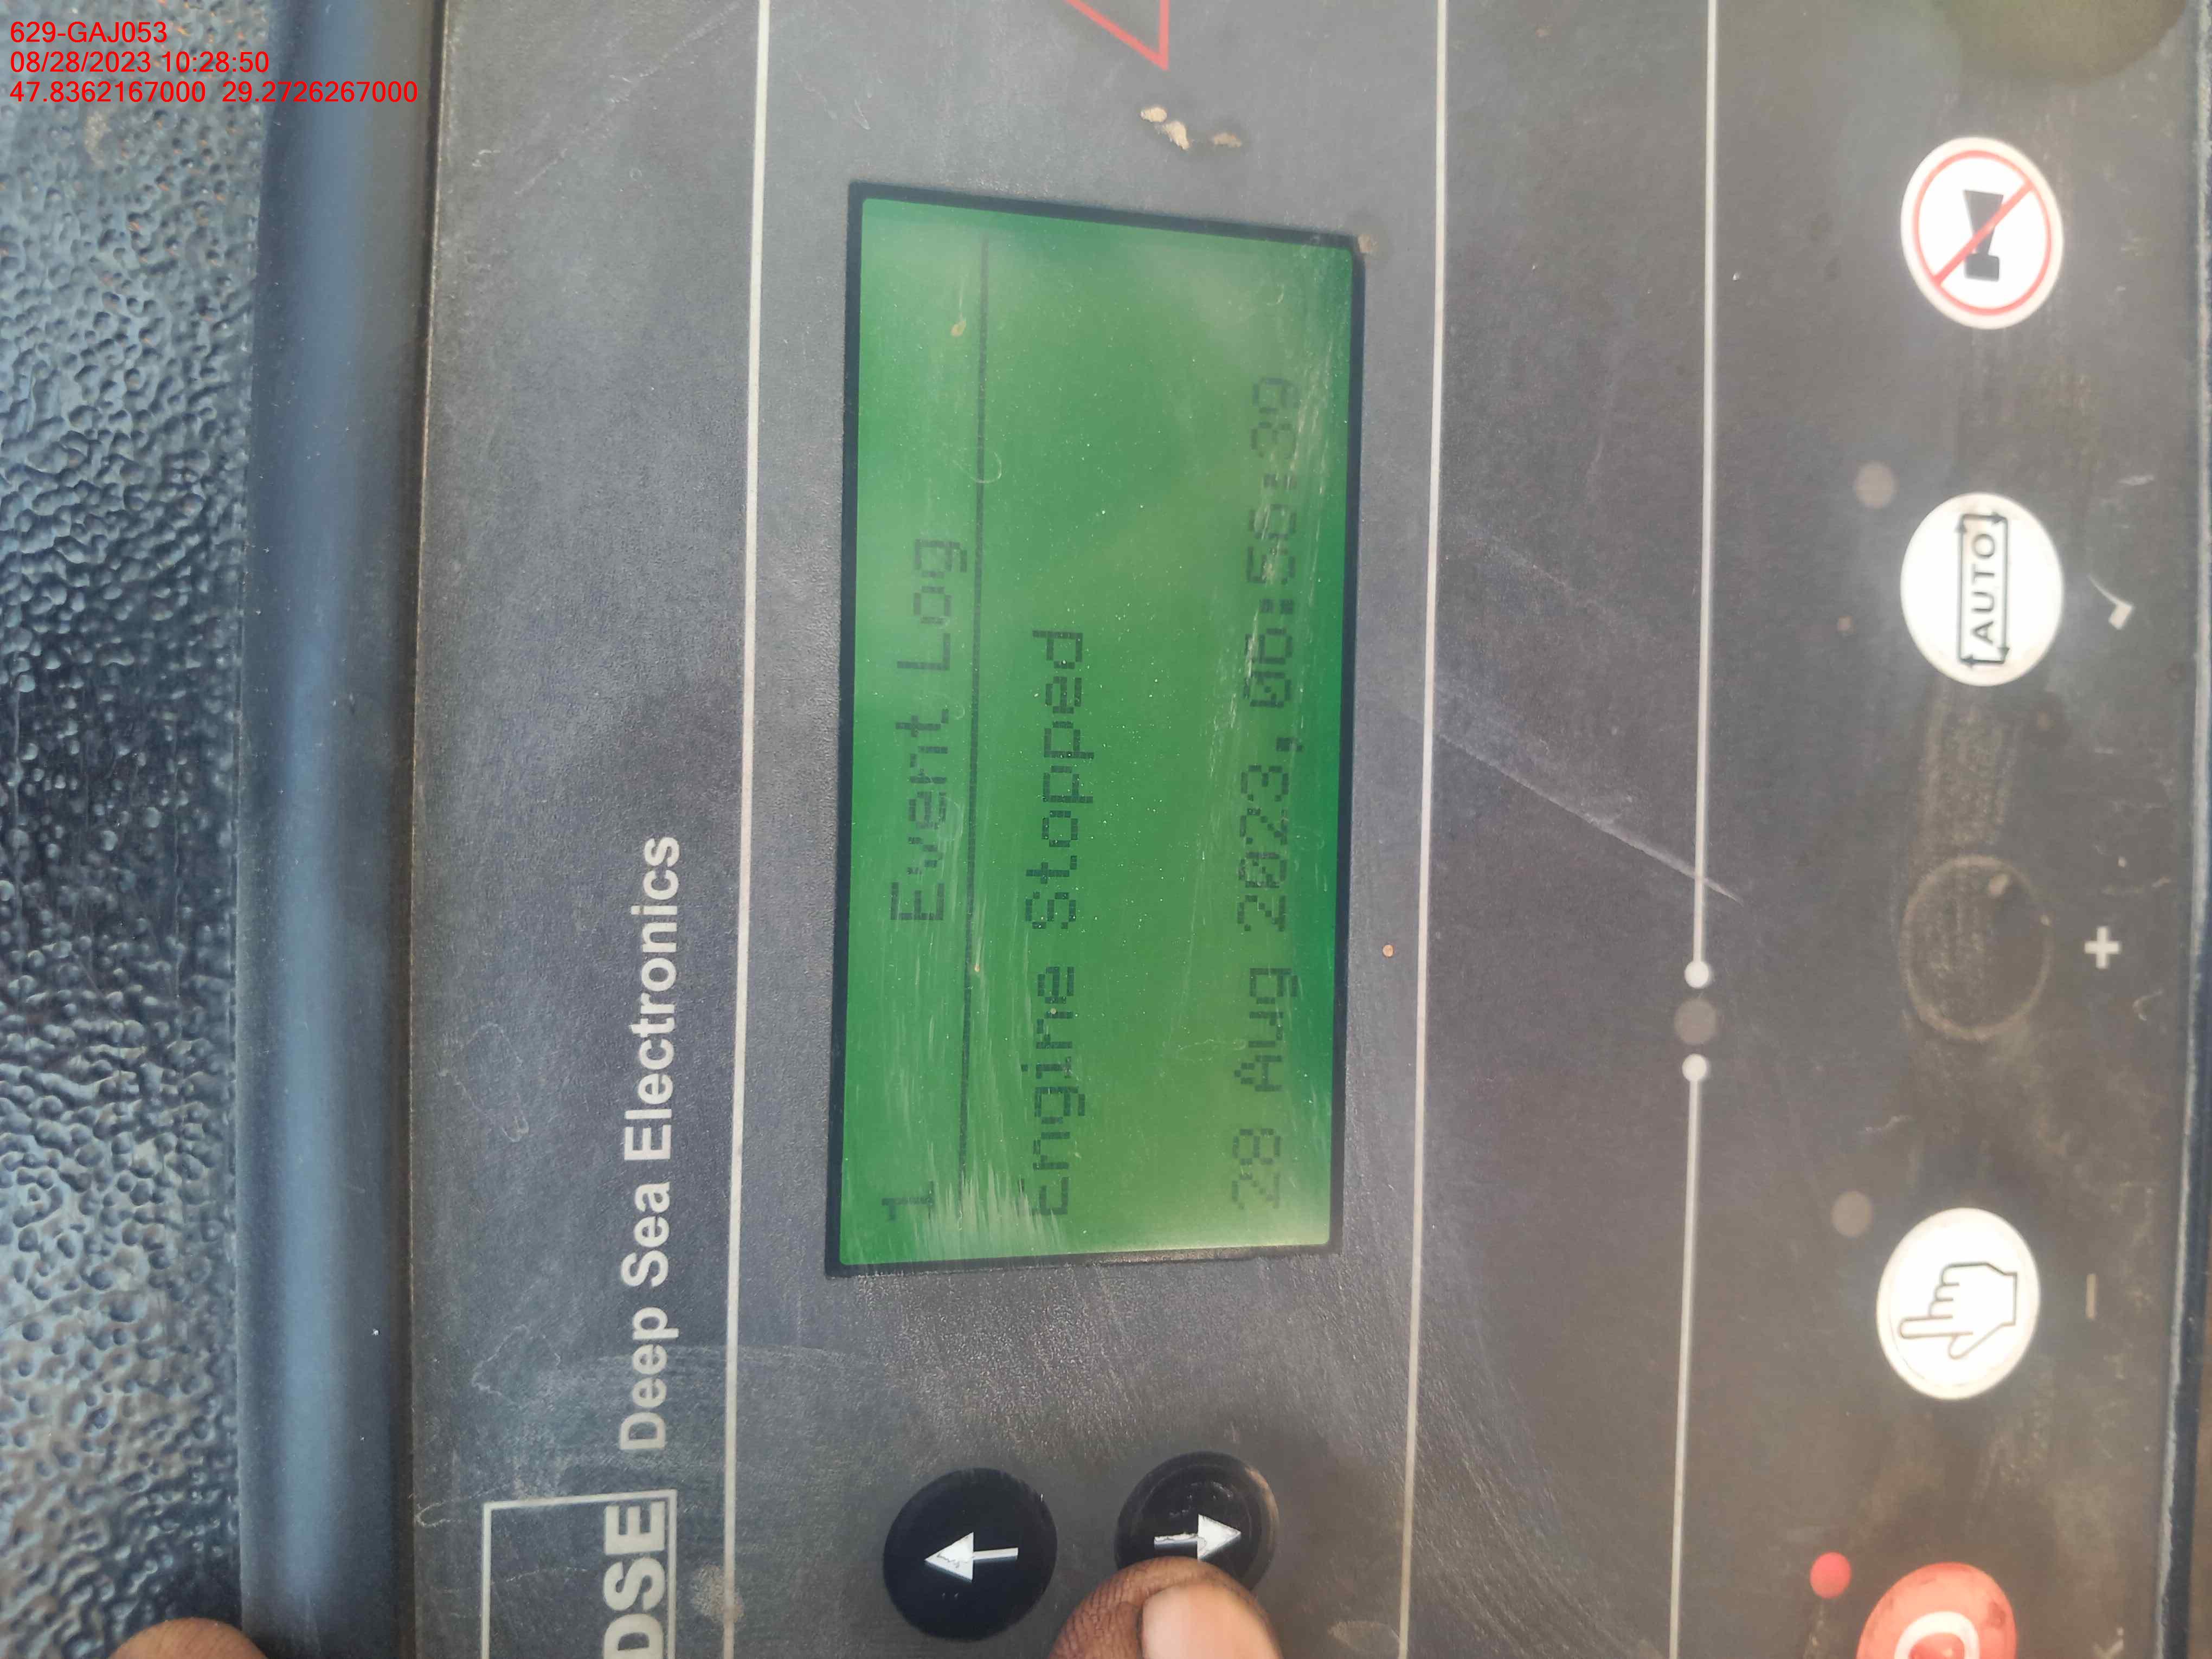 629-GAJ053
08/28/2023 10:28:50
47.8362167000 29.2726267000
DSE Deep Sea Electronics
1 Event Log
Engine Stopped
28 Aug 2023, 06:56:39
AUTO
+
-